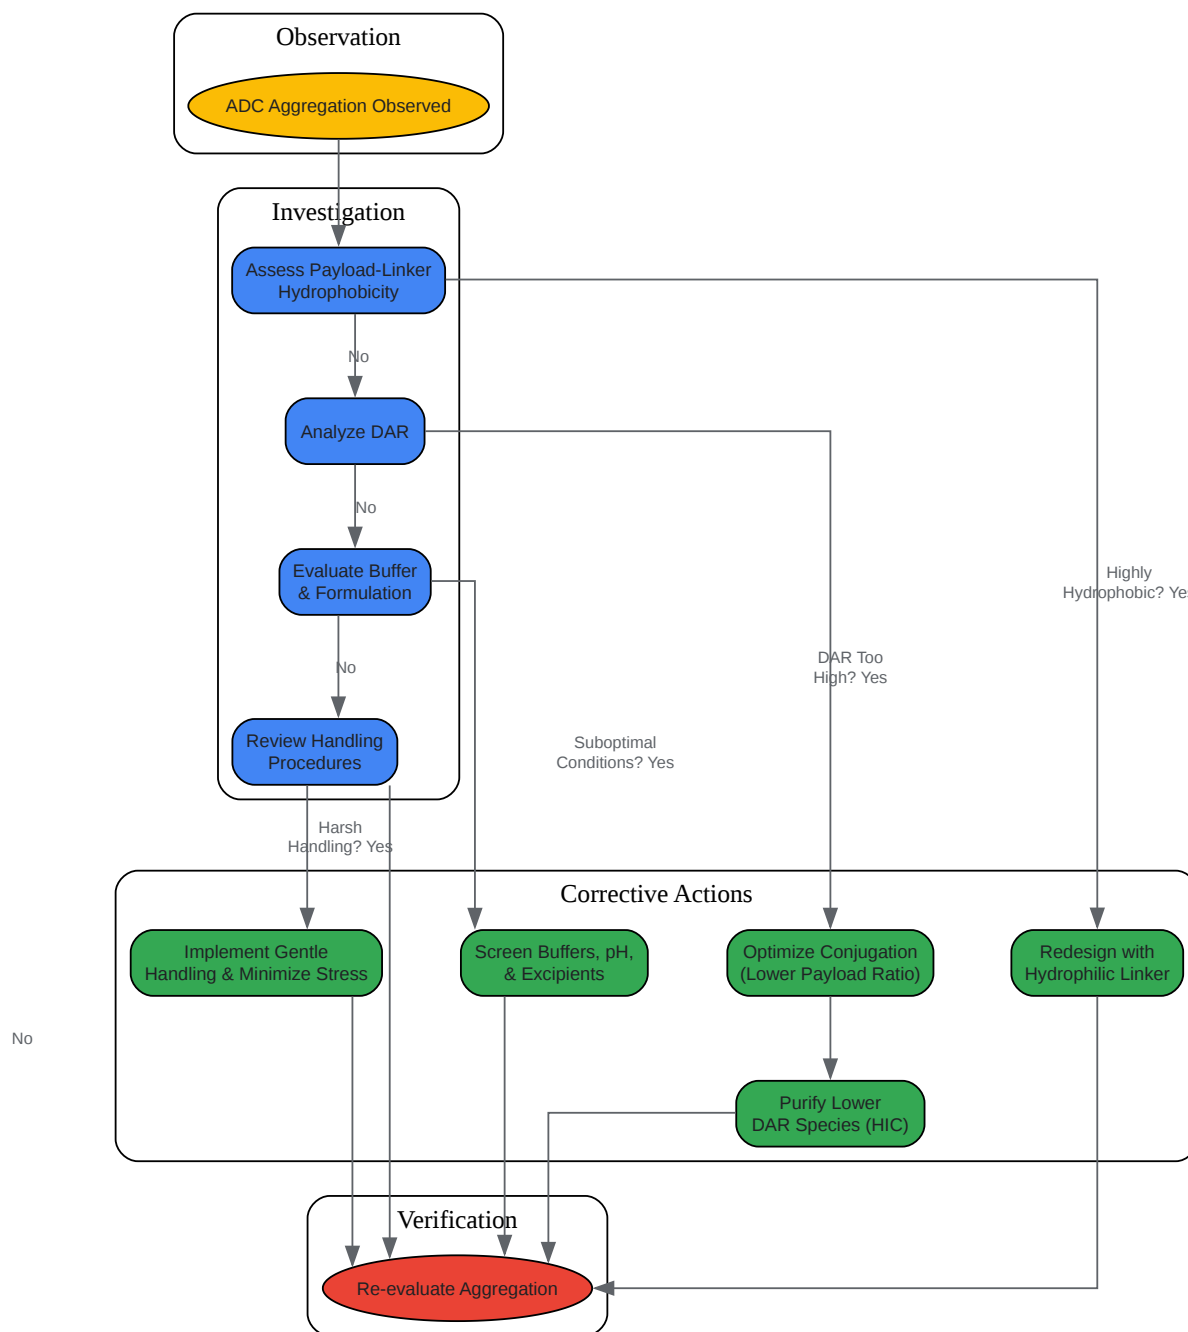 Observation
ADC Aggregation Observed
Investigation
Assess Payload-Linker
Hydrophobicity
No
Analyze DAR
No
Evaluate Buffer
& Formulation
No
Review Handling
Procedures
Highly
Hydrophobic? Yes
DAR Too
High? Yes
Suboptimal
Conditions? Yes
Harsh
Handling? Yes
Corrective Actions
Implement Gentle
Handling & Minimize Stress
Screen Buffers, pH,
& Excipients
Optimize Conjugation
(Lower Payload Ratio)
Redesign with
Hydrophilic Linker
No
Purify Lower
DAR Species (HIC)
Verification
Re-evaluate Aggregation